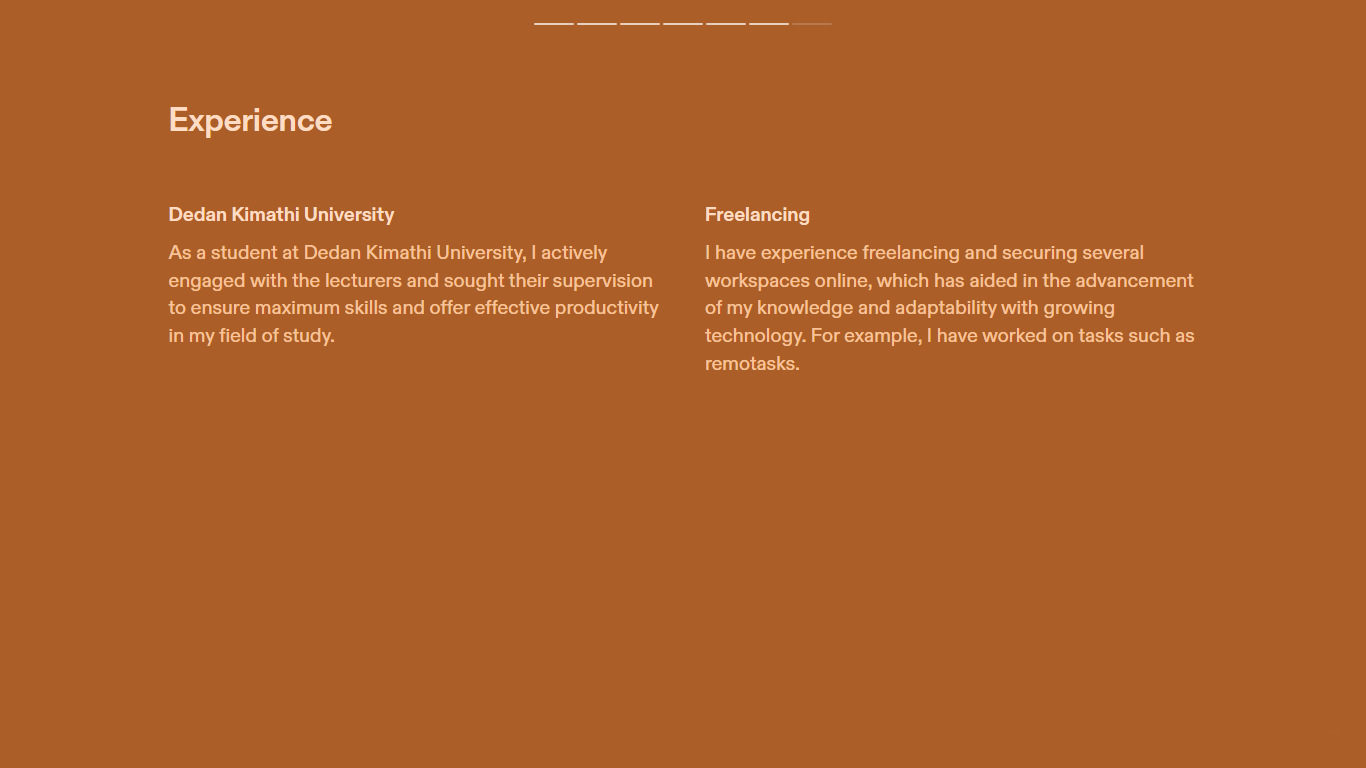 Experience
Dedan Kimathi University
As a student at Dedan Kimathi University, I actively
engaged with the lecturers and sought their supervision
to ensure maximum skills and offer effective productivity
in my field of study.
Freelancing
I have experience freelancing and securing several
workspaces online, which has aided in the advancement
of my knowledge and adaptability with growing
technology. For example, I have worked on tasks such as
remotasks.